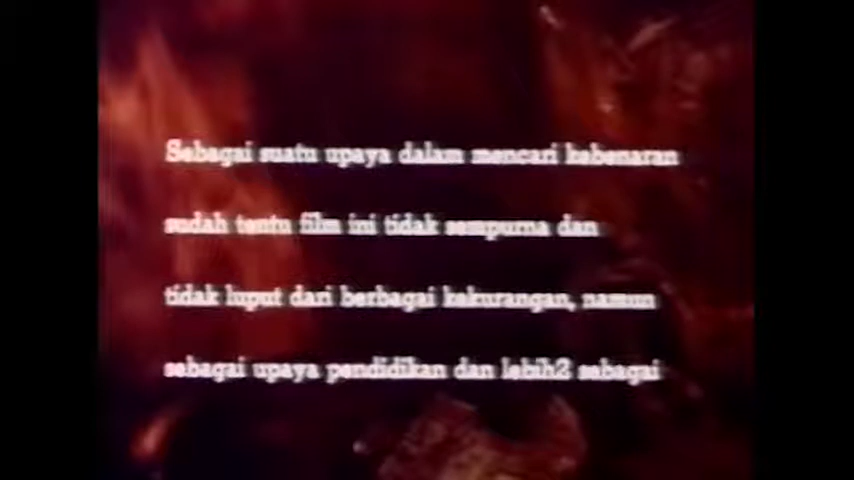 Sebagai suatu upaya dalam mencari kebenaran
sudah tentu film ini tidak sempurna dan
tidak luput dari berbagai kekurangan, namun
sebagai upaya pendidikan dan lebih2 sebagai